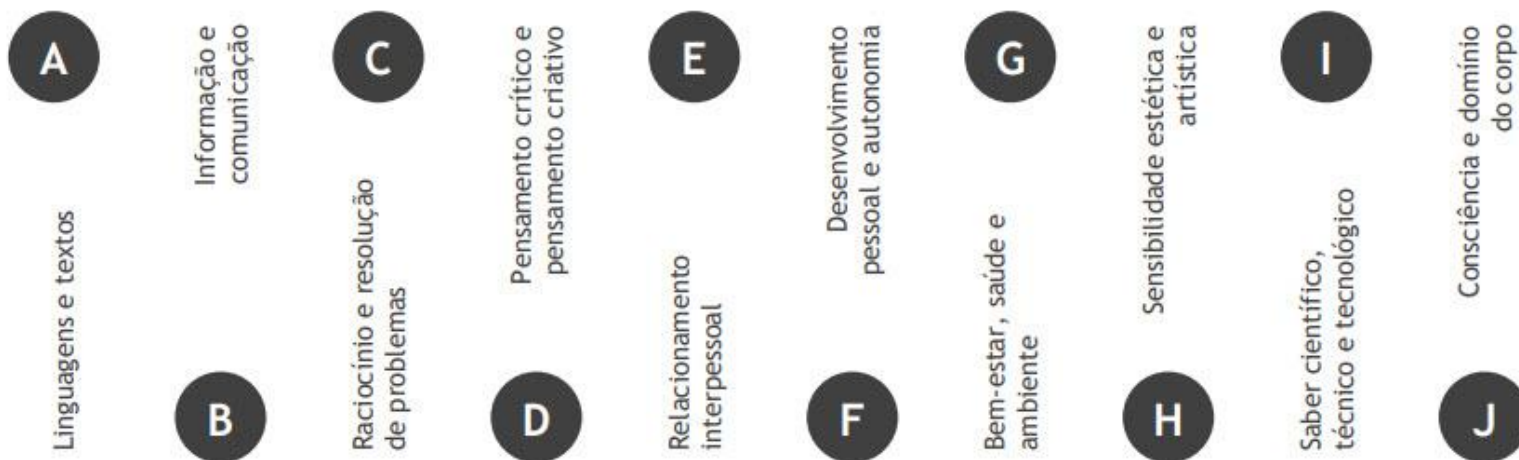 A
Linguagens e textos
Informação e
comunicação
B
C
Raciocínio e resolução
de problemas
Pensamento crítico e
pensamento criativo
D
E
Relacionamento
interpessoal
Desenvolvimento
pessoal e autonomia
F
G
Bem-estar, saúde e
ambiente
Sensibilidade estética e
artística
H
I
Saber científico,
técnico e tecnológico
Consciência e domínio
do corpo
J